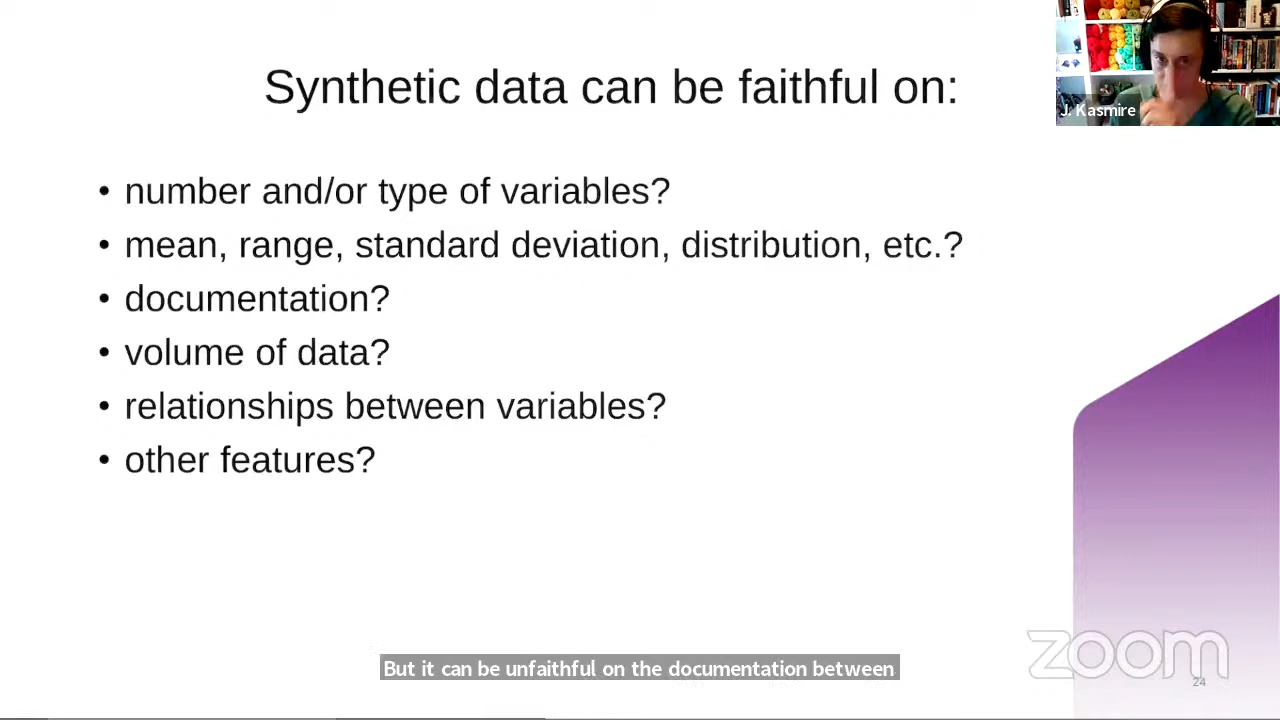 Synthetic data can be faithful on:
J. Kasmire
• number and/or type of variables?
• mean, range, standard deviation, distribution, etc.?
• documentation?
• volume of data?
• relationships between variables?
• other features?
zoom
But it can be unfaithful on the documentation between
24